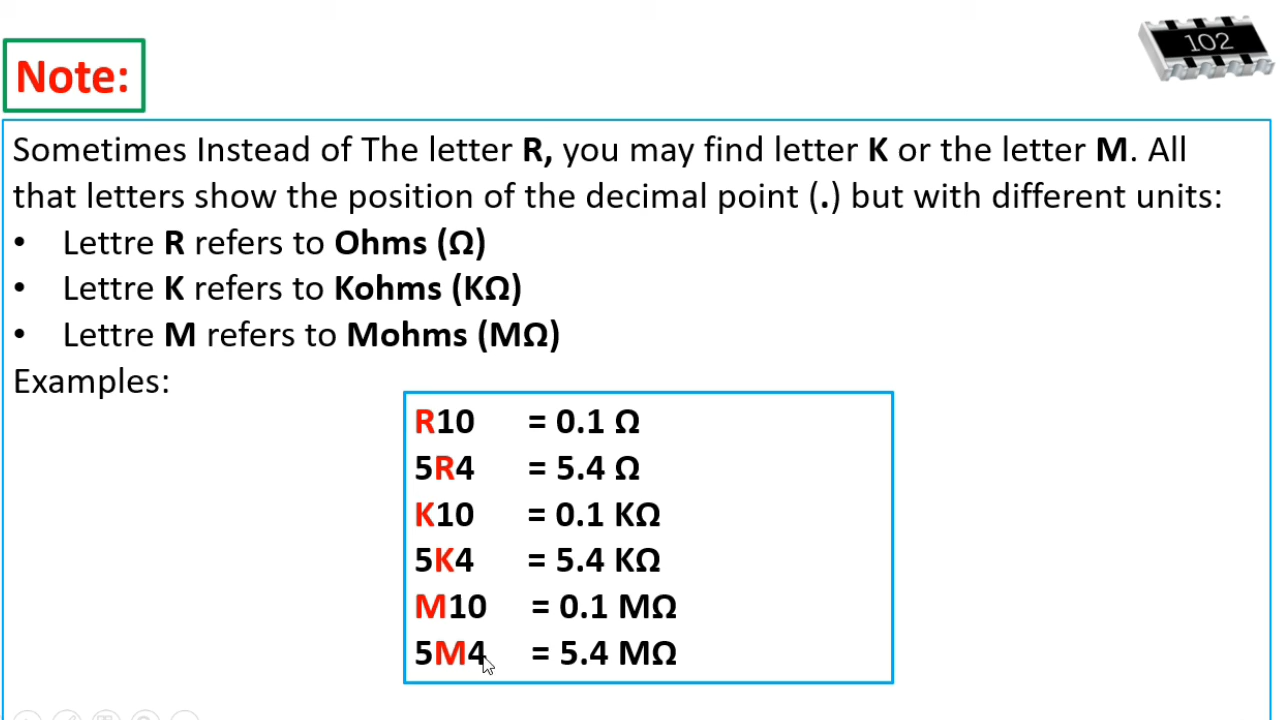 102
Note:
Sometimes Instead of The letter R, you may find letter K or the letter M. All
that letters show the position of the decimal point (.) but with different units:
• Lettre R refers to Ohms (Ω)
• Lettre K refers to Kohms (KΩ)
• Lettre M refers to Mohms (MΩ)
Examples:
R10 = 0.1 Ω
5R4 = 5.4 Ω
K10 = 0.1 KΩ
5K4 = 5.4 KΩ
M10 = 0.1 MΩ
5M4 = 5.4 MΩ